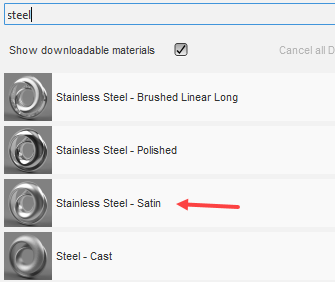 steel
Show downloadable materials
Cancel all D
Stainless Steel - Brushed Linear Long
Stainless Steel - Polished
Stainless Steel - Satin
Steel - Cast